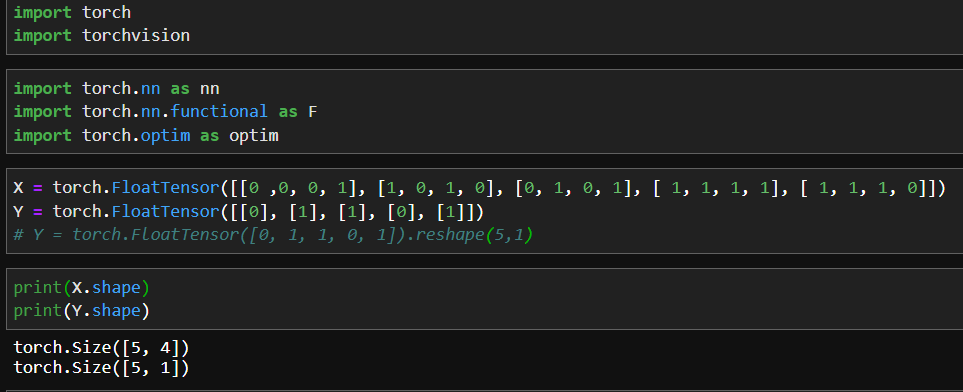 import torch
import torchvision
import torch.nn as nn
import torch.nn.functional as F
import torch.optim as optim
X = torch.FloatTensor([[0 ,0, 0, 1], [1, 0, 1, 0], [0, 1, 0, 1], [ 1, 1, 1, 1], [ 1, 1, 1, 0]])
Y = torch.FloatTensor([[0], [1], [1], [0], [1]])
# Y = torch.FloatTensor([0, 1, 1, 0, 1]).reshape(5,1)
print(X.shape)
print(Y.shape)
torch.Size([5, 4])
torch.Size([5, 1])